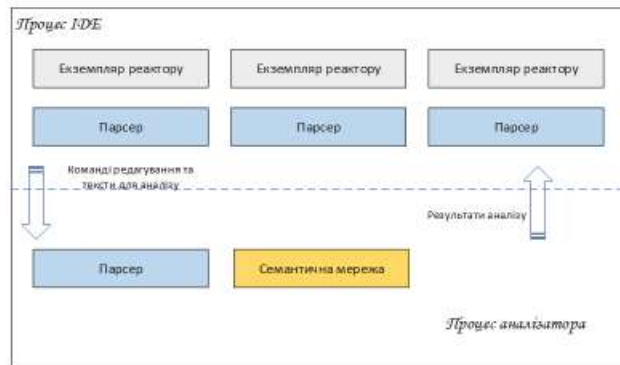 Процес IDE
Екземпляр реактору
Екземпляр реактору
Екземпляр реактору
Парсер
Парсер
Парсер
Команді редагування та
тексти для аналізу
Результати аналізу
Парсер
Семантична мережа
Процес аналізатора